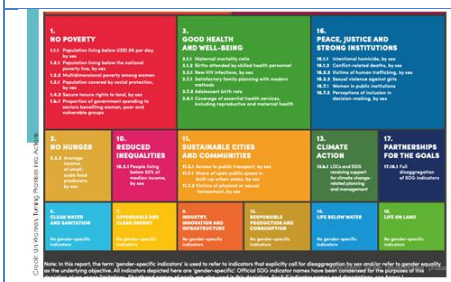 1.
NO POVERTY
1.1.1 Population living below US$1.90 per day,
by sex
1.2.1 Population living below the national
poverty line, by sex
1.2.2 Multidimensional poverty among women
1.3.1 Population covered by social protection,
by sex
1.4.2 Secure tenure rights to land, by sex
1.b.1 Proportion of government spending to
sectors benefiting women, poor and
vulnerable groups
3.
GOOD HEALTH
AND WELL-BEING
3.1.1 Maternal mortality rate
3.1.2 Births attended by skilled health personnel
3.3.1 New HIV infections, by sex
3.7.1 Satisfactory family planning with modern
methods
3.7.2 Adolescent birth rate
3.8.1 Coverage of essential health services,
including reproductive and maternal health
16.
PEACE, JUSTICE AND
STRONG INSTITUTIONS
16.1.1 Intentional homicide, by sex
16.1.2 Conflict-related deaths, by sex
16.2.2 Victims of human trafficking, by sex
16.2.3 Sexual violence against girls
16.7.1 Women in public institutions
16.7.2 Perceptions of inclusion in
decision-making, by sex
2.
NO HUNGER
2.3.2 Average
income
of small-
scale food
producers,
by sex
10.
REDUCED
INEQUALITIES
10.2.1 People living
below 50% of
median income,
by sex
11.
SUSTAINABLE CITIES
AND COMMUNITIES
11.2.1 Access to public transport, by sex
11.7.1 Share of open public space in
built-up urban areas, by sex
11.7.2 Victims of physical or sexual
harassment, by sex
13.
CLIMATE
ACTION
13.b.1 LDCs and SIDS
receiving support
for climate change-
related planning
and management
17.
PARTNERSHIPS
FOR THE GOALS
17.18.1 Full
disaggregation
of SDG indicators
6.
CLEAN WATER
AND SANITATION
No gender-specific
indicators
7.
AFFORDABLE AND
CLEAN ENERGY
No gender-specific
indicators
9.
INDUSTRY,
INNOVATION AND
INFRASTRUCTURE
No gender-specific
indicators
12.
RESPONSIBLE
CONSUMPTION AND
PRODUCTION
No gender-specific
indicators
14.
LIFE BELOW WATER
No gender-specific
indicators
15.
LIFE ON LAND
No gender-specific
indicators
Note: In this report, the term 'gender-specific indicators' is used to refer to indicators that explicitly call for disaggregation by sex and/or refer to gender equality
as the underlying objective. All indicators depicted here are 'gender-specific'. Official SDG indicator names have been condensed for the purposes of this
Credit: Un Women, Turning Promises into Actions